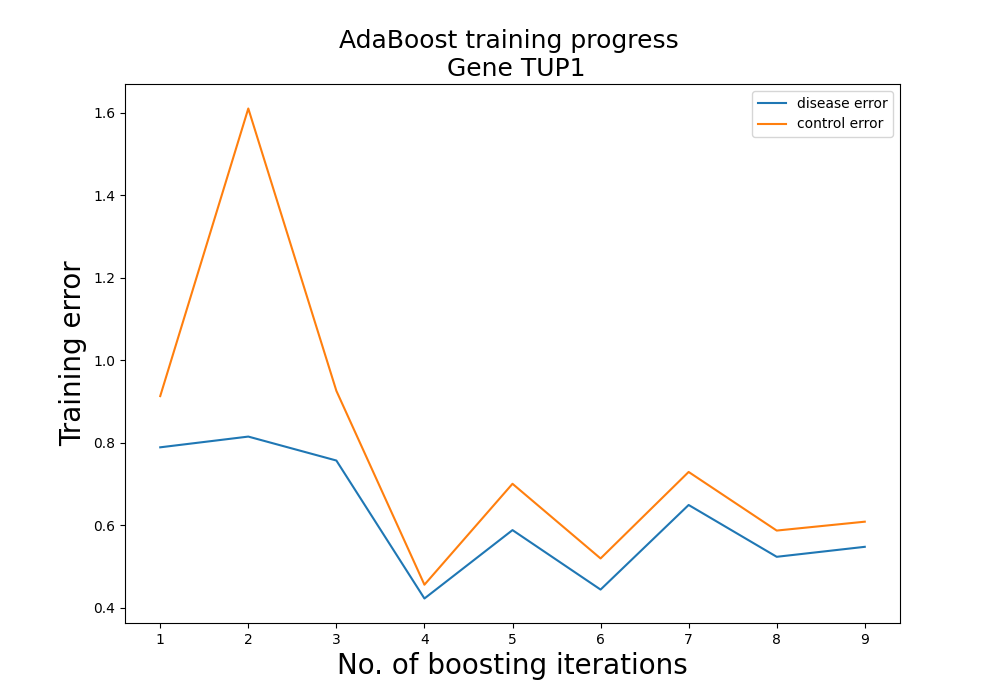 AdaBoost training progress
Gene TUP1
disease error
control error
Training error
1.6
1.4
1.2
1.0
0.8
0.6
0.4
1 2 3 4 5 6 7 8 9
No. of boosting iterations